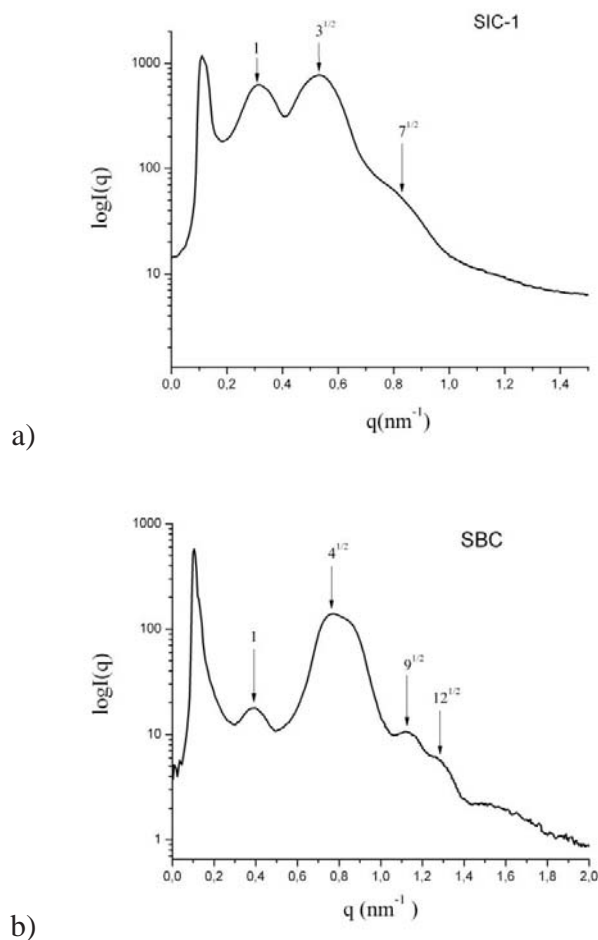 SIC-1
1
3^1/2
7^1/2
1000
100
10
logI(q)
0,0 0,2 0,4 0,6 0,8 1,0 1,2 1,4
q(nm^-1)
a)
SBC
1
4^1/2
9^1/2
12^1/2
1000
100
10
1
logI(q)
0,0 0,2 0,4 0,6 0,8 1,0 1,2 1,4 1,6 1,8 2,0
q (nm^-1)
b)